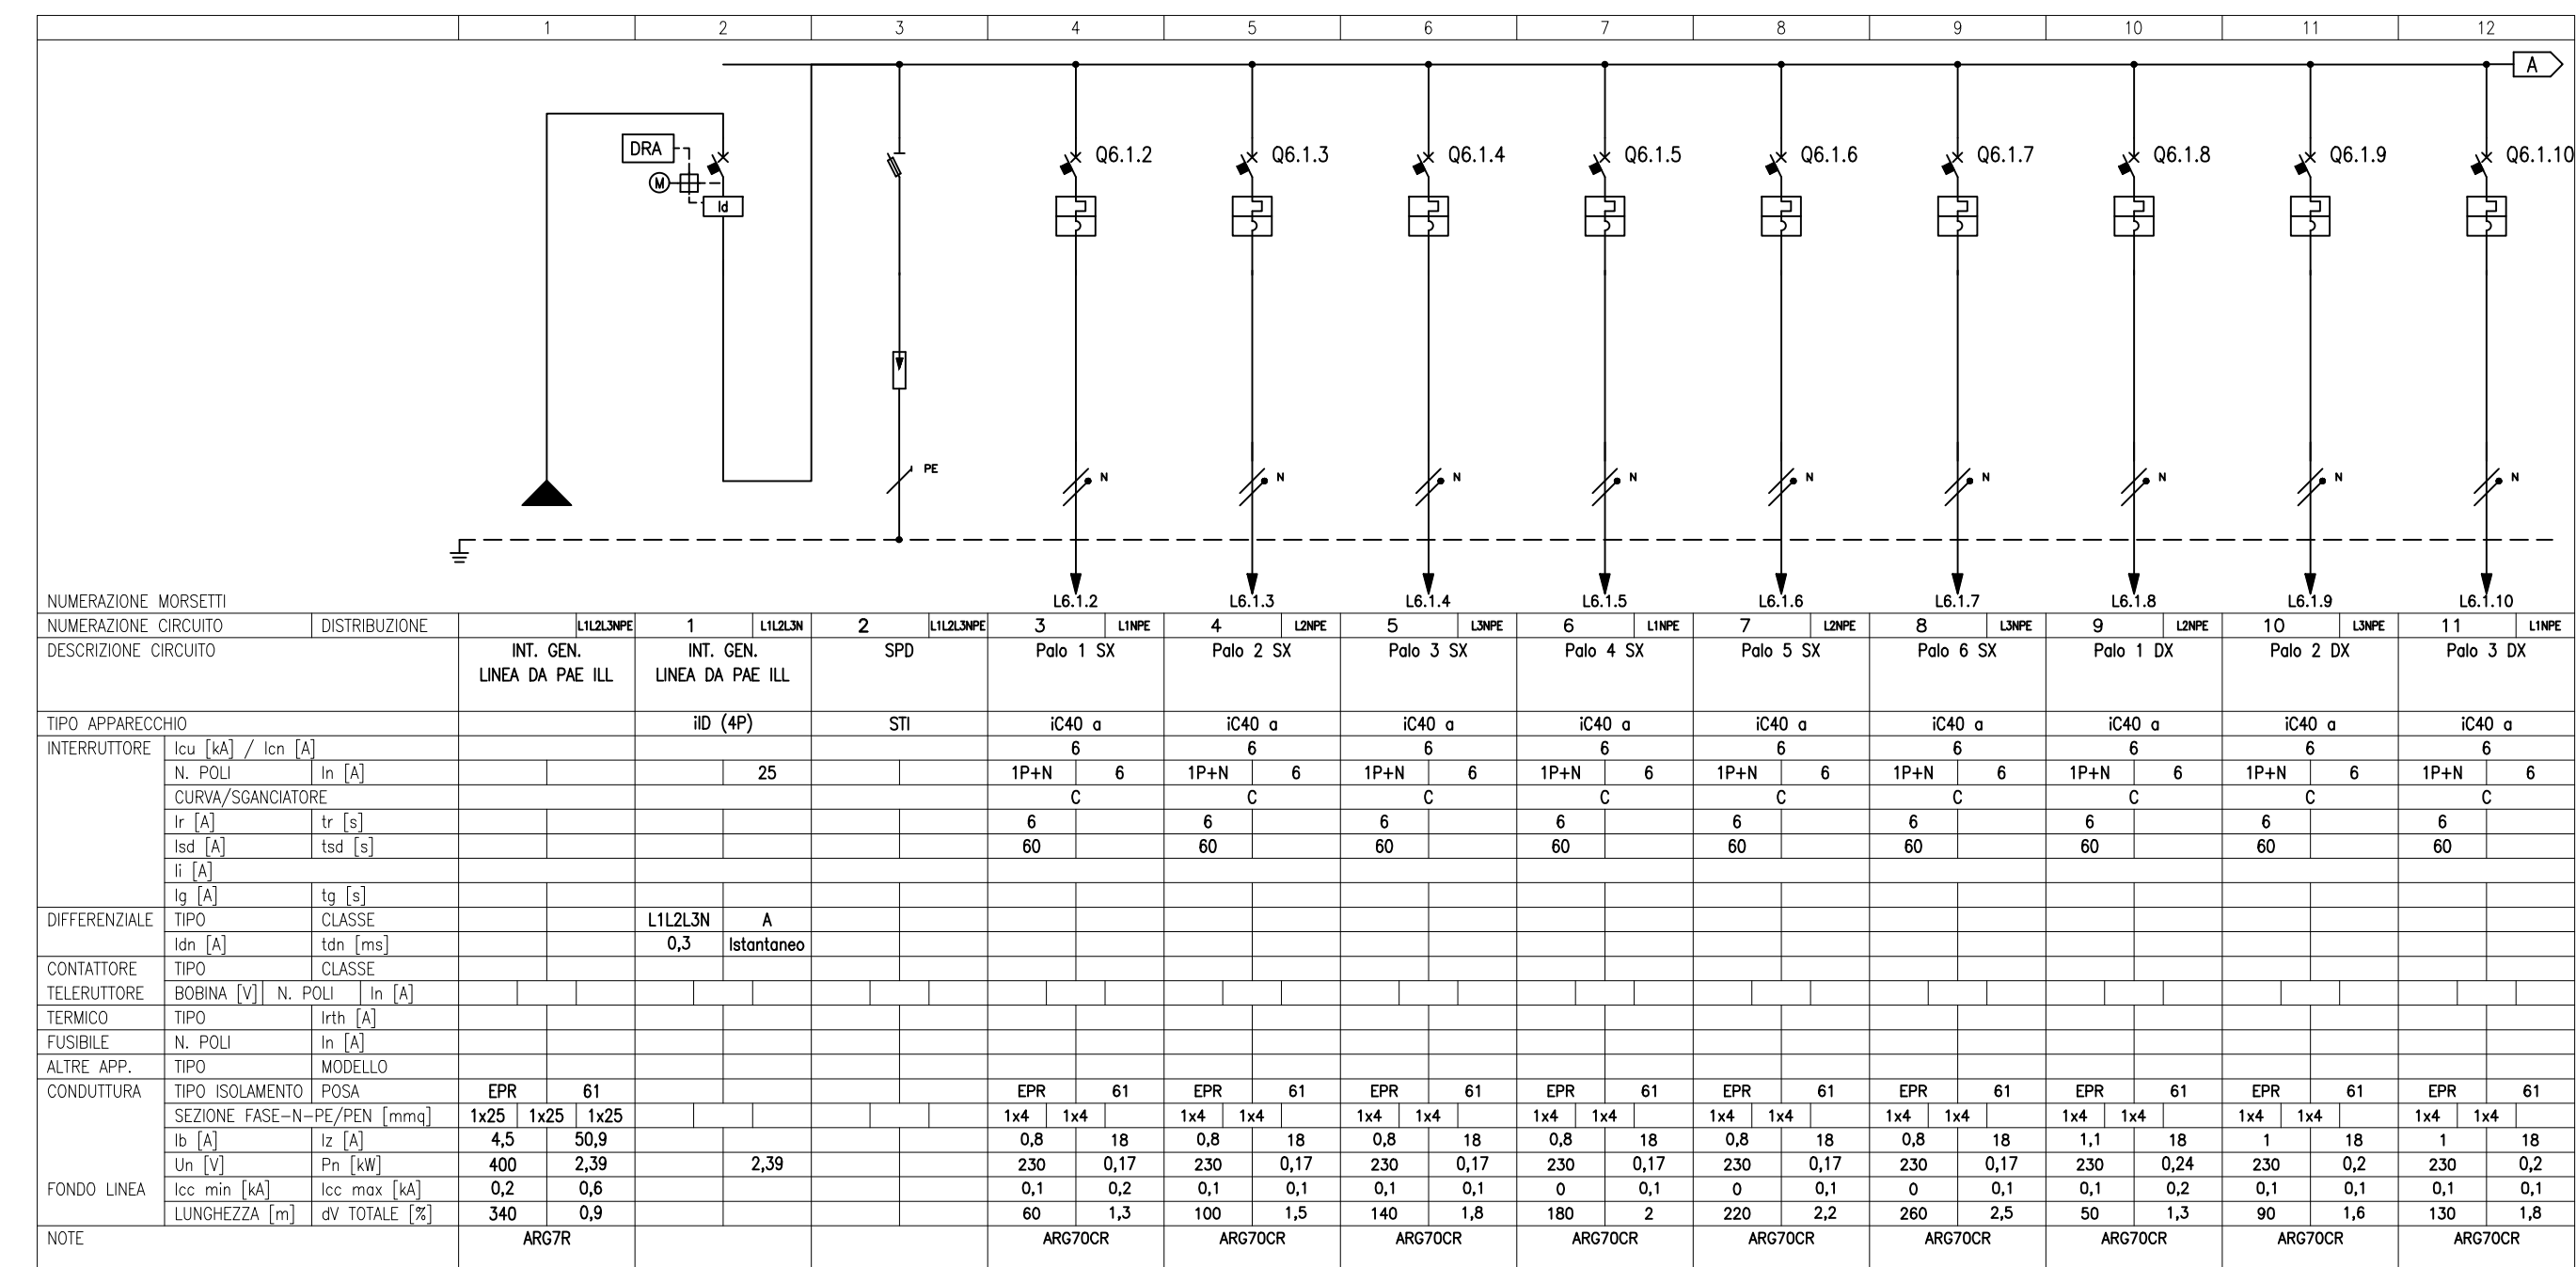 1 2 3 4 5 6 7 8 9 10 11 12
A
DRA Q6.1.2 Q6.1.3 Q6.1.4 Q6.1.5 Q6.1.6 Q6.1.7 Q6.1.8 Q6.1.9 Q6.1.10
M
Id
PE N N N N N N N N N
NUMERAZIONE MORSETTI L6.1.2 L6.1.3 L6.1.4 L6.1.5 L6.1.6 L6.1.7 L6.1.8 L6.1.9 L6.1.10
NUMERAZIONE CIRCUITO DISTRIBUZIONE L1L2L3NPE 1 L1L2L3N 2 L1L2L3NPE 3 L1NPE 4 L2NPE 5 L3NPE 6 L1NPE 7 L2NPE 8 L3NPE 9 L2NPE 10 L3NPE 11 L1NPE
DESCRIZIONE CIRCUITO INT. GEN. INT. GEN. SPD Palo 1 SX Palo 2 SX Palo 3 SX Palo 4 SX Palo 5 SX Palo 6 SX Palo 1 DX Palo 2 DX Palo 3 DX
LINEA DA PAE ILL LINEA DA PAE ILL
TIPO APPARECCHIO iID (4P) STI iC40 a iC40 a iC40 a iC40 a iC40 a iC40 a iC40 a iC40 a iC40 a
INTERRUTTORE Icu [kA] / Icn [A] 6 6 6 6 6 6 6 6 6
N. POLI In [A] 25 1P+N 6 1P+N 6 1P+N 6 1P+N 6 1P+N 6 1P+N 6 1P+N 6 1P+N 6 1P+N 6
CURVA/SGANCIATORE C C C C C C C C C
Ir [A] tr [s] 6 6 6 6 6 6 6 6 6
Isd [A] tsd [s] 60 60 60 60 60 60 60 60 60
Ii [A]
Ig [A] tg [s]
DIFFERENZIALE TIPO CLASSE L1L2L3N A
Idn [A] tdn [ms] 0,3 Istantaneo
CONTATTORE TIPO CLASSE
TELERUTTORE BOBINA [V] N. POLI In [A]
TERMICO TIPO Irth [A]
FUSIBILE N. POLI In [A]
ALTRE APP. TIPO MODELLO
CONDUTTURA TIPO ISOLAMENTO POSA EPR 61 EPR 61 EPR 61 EPR 61 EPR 61 EPR 61 EPR 61 EPR 61 EPR 61 EPR 61
SEZIONE FASE-N-PE/PEN [mmq] 1x25 1x25 1x25 1x4 1x4 1x4 1x4 1x4 1x4 1x4 1x4 1x4 1x4 1x4 1x4 1x4 1x4 1x4 1x4 1x4 1x4
Ib [A] Iz [A] 4,5 50,9 0,8 18 0,8 18 0,8 18 0,8 18 0,8 18 0,8 18 1,1 18 1 18 1 18
Un [V] Pn [kW] 400 2,39 2,39 230 0,17 230 0,17 230 0,17 230 0,17 230 0,17 230 0,17 230 0,24 230 0,2 230 0,2
FONDO LINEA Icc min [kA] Icc max [kA] 0,2 0,6 0,1 0,2 0,1 0,1 0,1 0,1 0 0,1 0 0,1 0 0,1 0,1 0,2 0,1 0,1 0,1 0,1
LUNGHEZZA [m] dV TOTALE [%] 340 0,9 60 1,3 100 1,5 140 1,8 180 2 220 2,2 260 2,5 50 1,3 90 1,6 130 1,8
NOTE ARG7R ARG7OCR ARG7OCR ARG7OCR ARG7OCR ARG7OCR ARG7OCR ARG7OCR ARG7OCR ARG7OCR